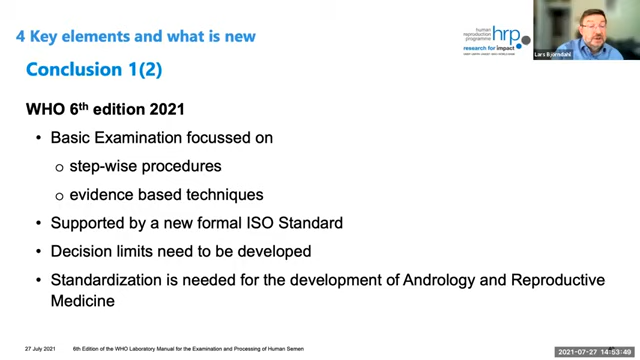 4 Key elements and what is new
human
reproduction
programme
hrp
research for impact
Lars Björndahl
Conclusion 1(2)
WHO 6th edition 2021
• Basic Examination focussed on
o step-wise procedures
o evidence based techniques
• Supported by a new formal ISO Standard
• Decision limits need to be developed
• Standardization is needed for the development of Andrology and Reproductive
Medicine
27 July 2021 6th Edition of the WHO Laboratory Manual for the Examination and Processing of Human Semen
2021-07-27 14:53:49